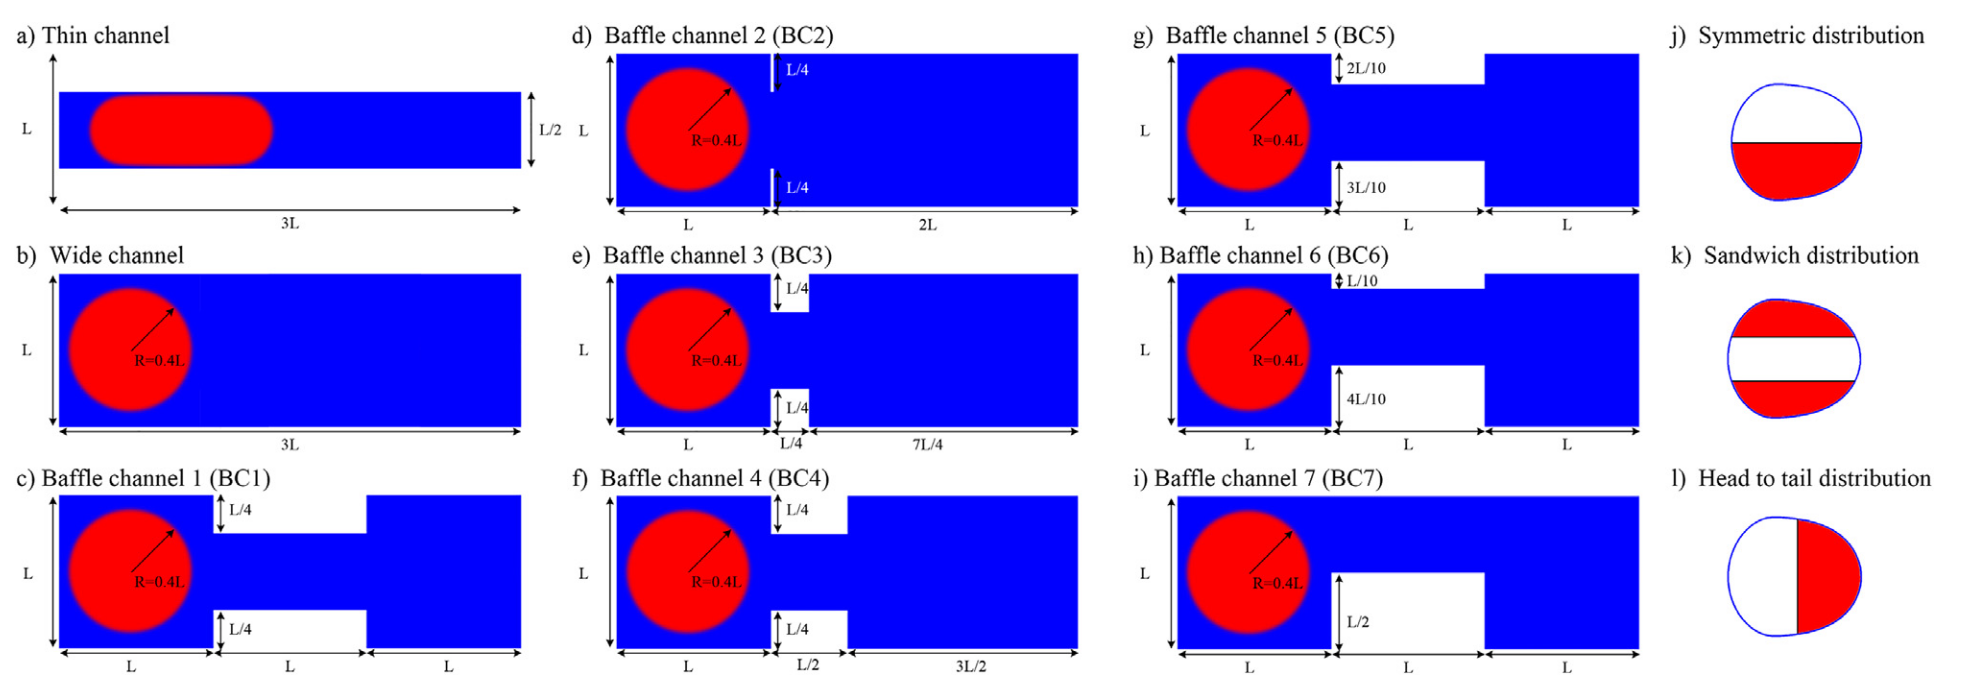 a) Thin channel
L
L/2
3L
b) Wide channel
L
R=0.4L
3L
c) Baffle channel 1 (BC1)
L/4
L
R=0.4L
L/4
L
L
L
d) Baffle channel 2 (BC2)
L/4
L
R=0.4L
L/4
L
2L
e) Baffle channel 3 (BC3)
L/4
L
R=0.4L
L/4
L
L/4
7L/4
f) Baffle channel 4 (BC4)
L/4
L
R=0.4L
L/4
L
L/2
3L/2
g) Baffle channel 5 (BC5)
2L/10
L
R=0.4L
3L/10
L
L
L
h) Baffle channel 6 (BC6)
L/10
L
R=0.4L
4L/10
L
L
L
i) Baffle channel 7 (BC7)
L
R=0.4L
L/2
L
L
L
j) Symmetric distribution
k) Sandwich distribution
l) Head to tail distribution